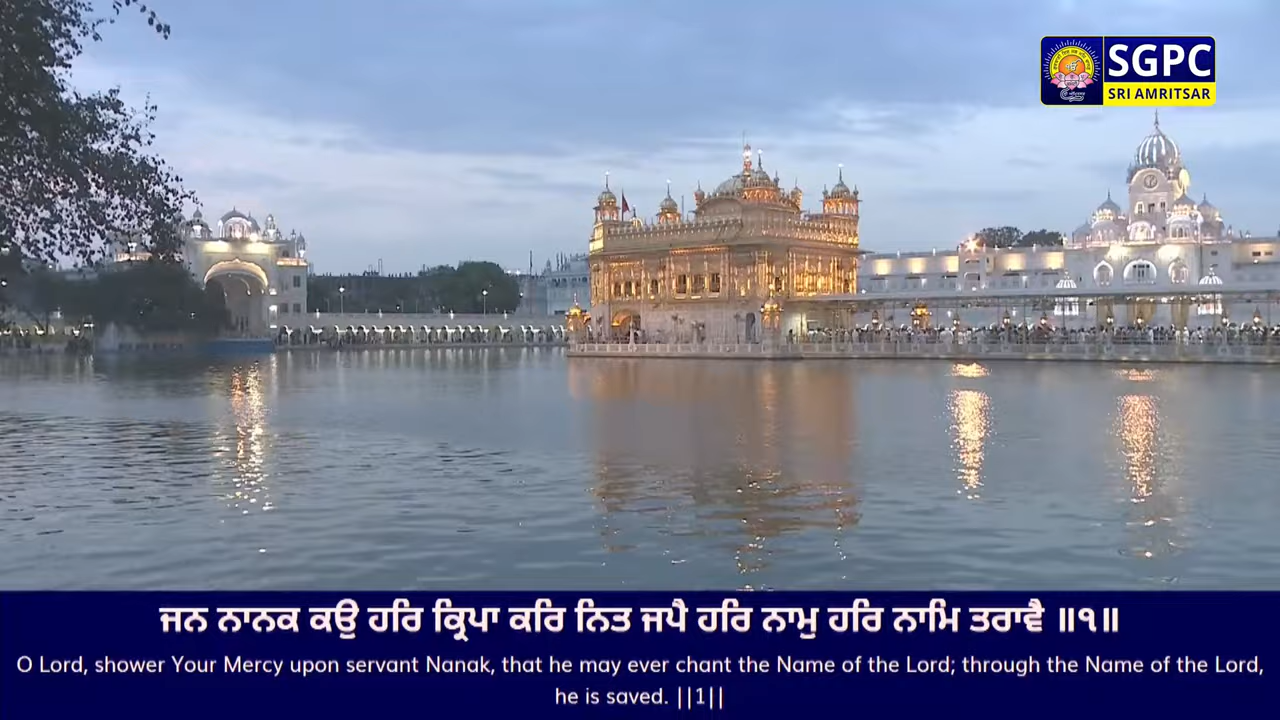 SGPC
SRI AMRITSAR
ਜਨ ਨਾਨਕ ਕਉ ਹਰਿ ਕ੍ਰਿਪਾ ਕਰਿ ਨਿਤ ਜਪੈ ਹਰਿ ਨਾਮੁ ਹਰਿ ਨਾਮਿ ਤਰਾਵੈ ॥੧॥
O Lord, shower Your Mercy upon servant Nanak, that he may ever chant the Name of the Lord; through the Name of the Lord,
he is saved. ||1||